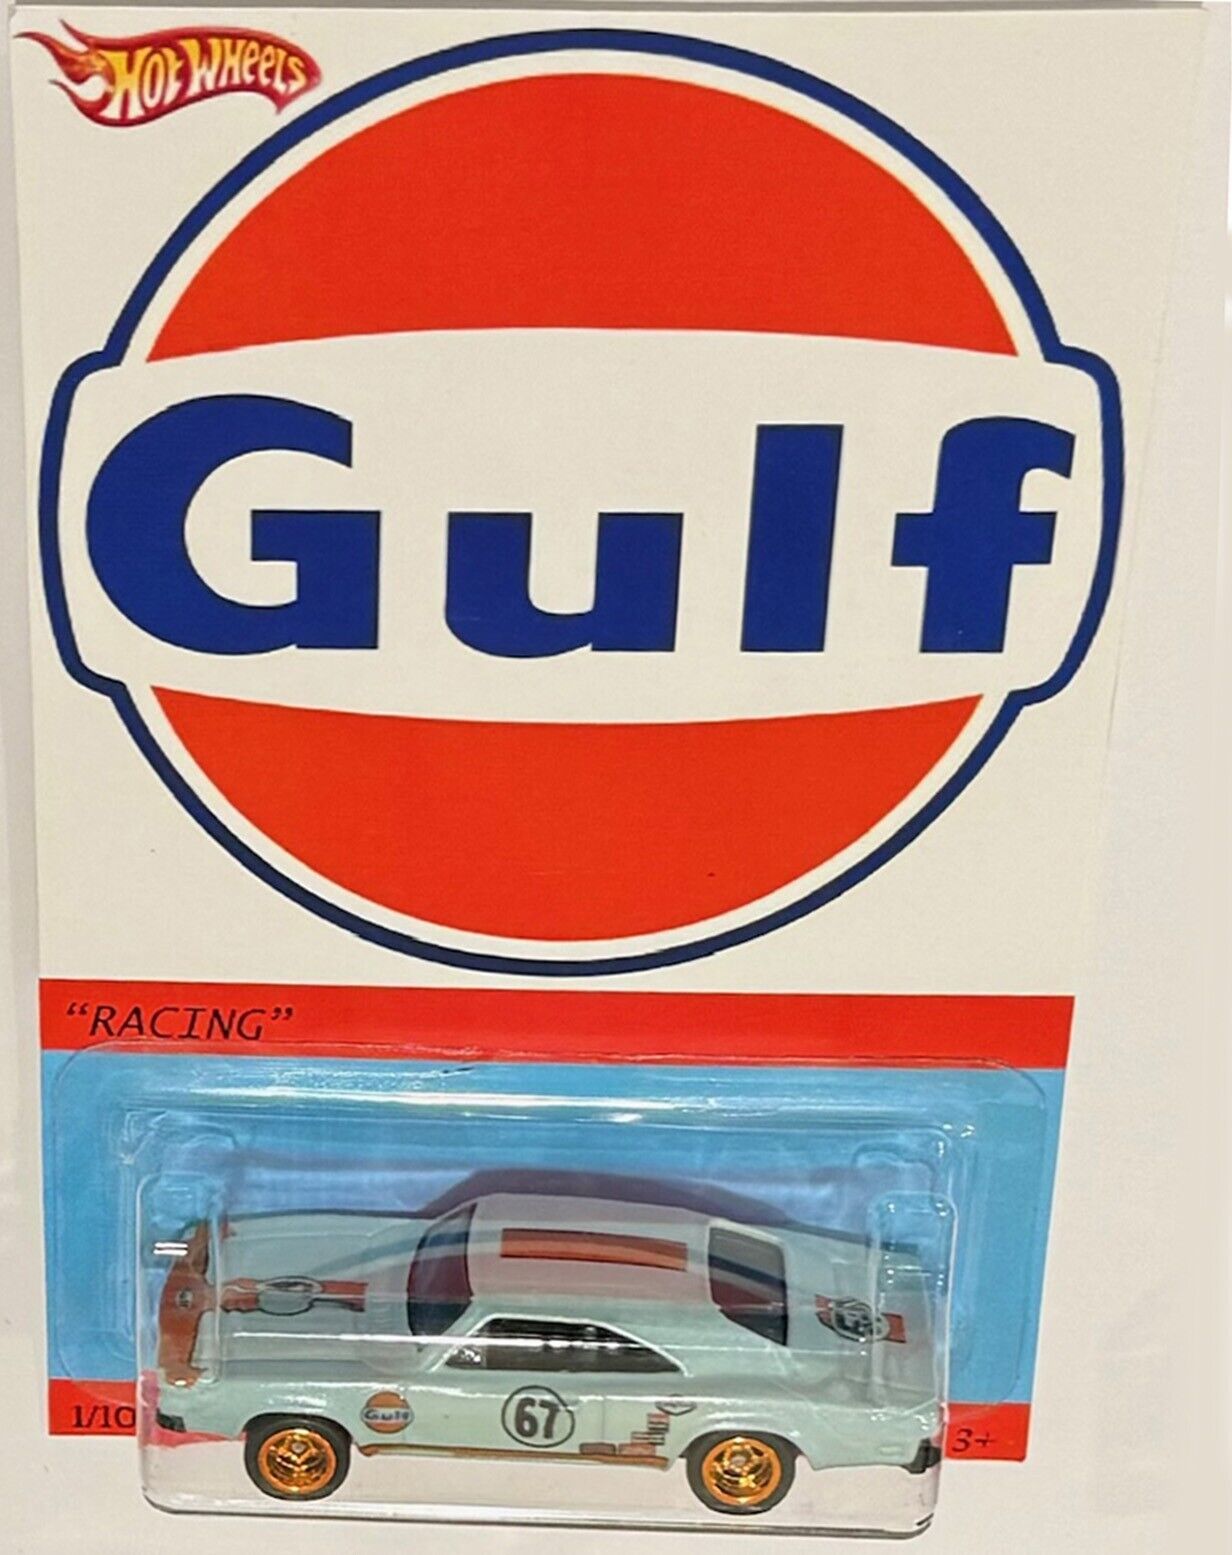 Hot Wheels
Gulf
"RACING"
Gulf
67
1/10
3+